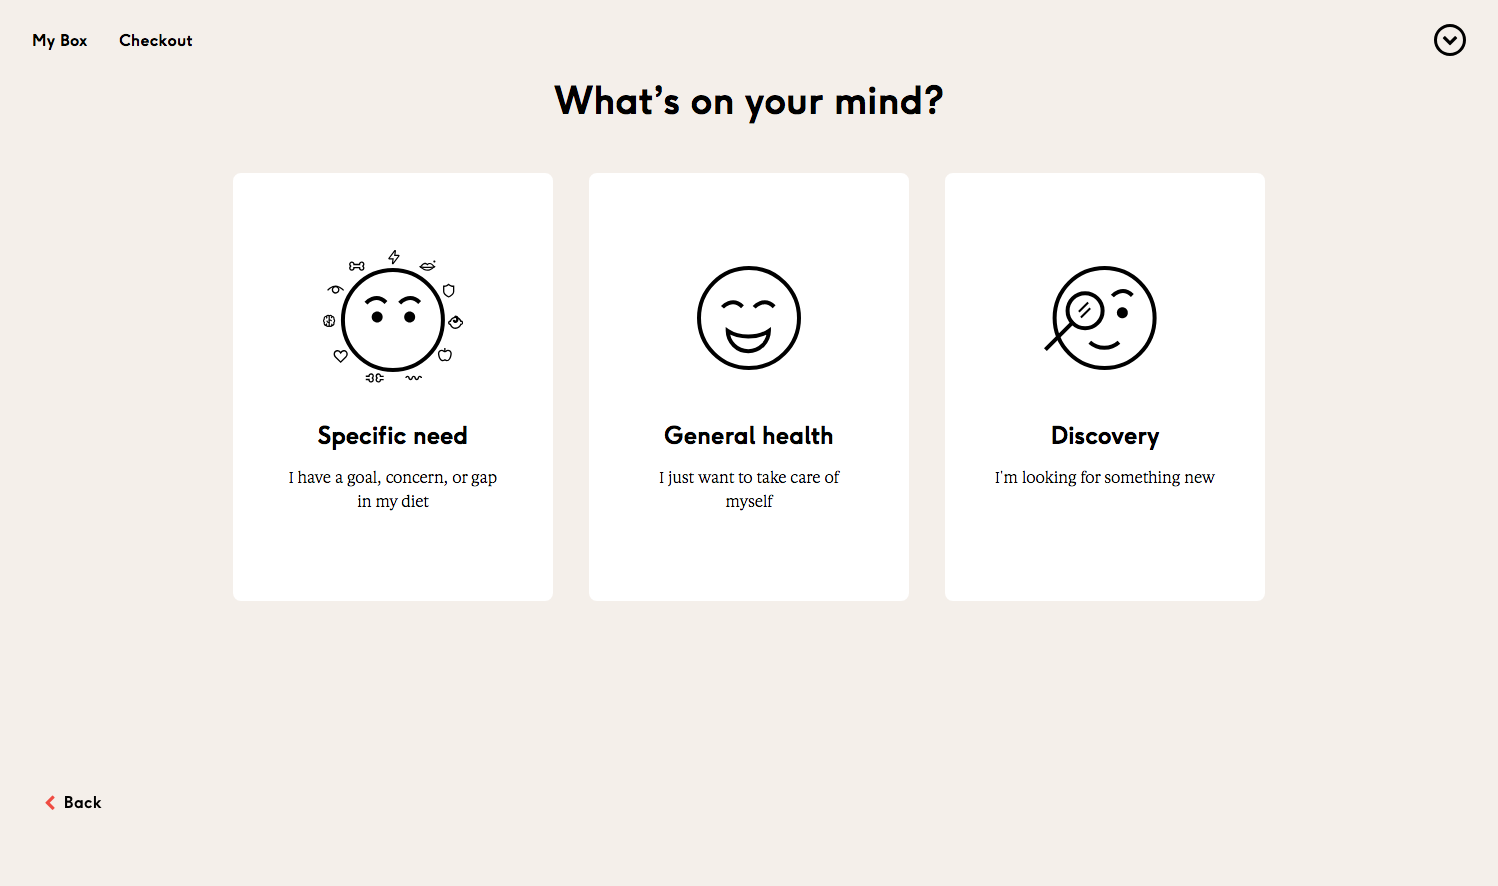 My Box
Checkout
What’s on your mind?
Specific need
I have a goal, concern, or gap
in my diet
General health
I just want to take care of
myself
Discovery
I'm looking for something new
Back